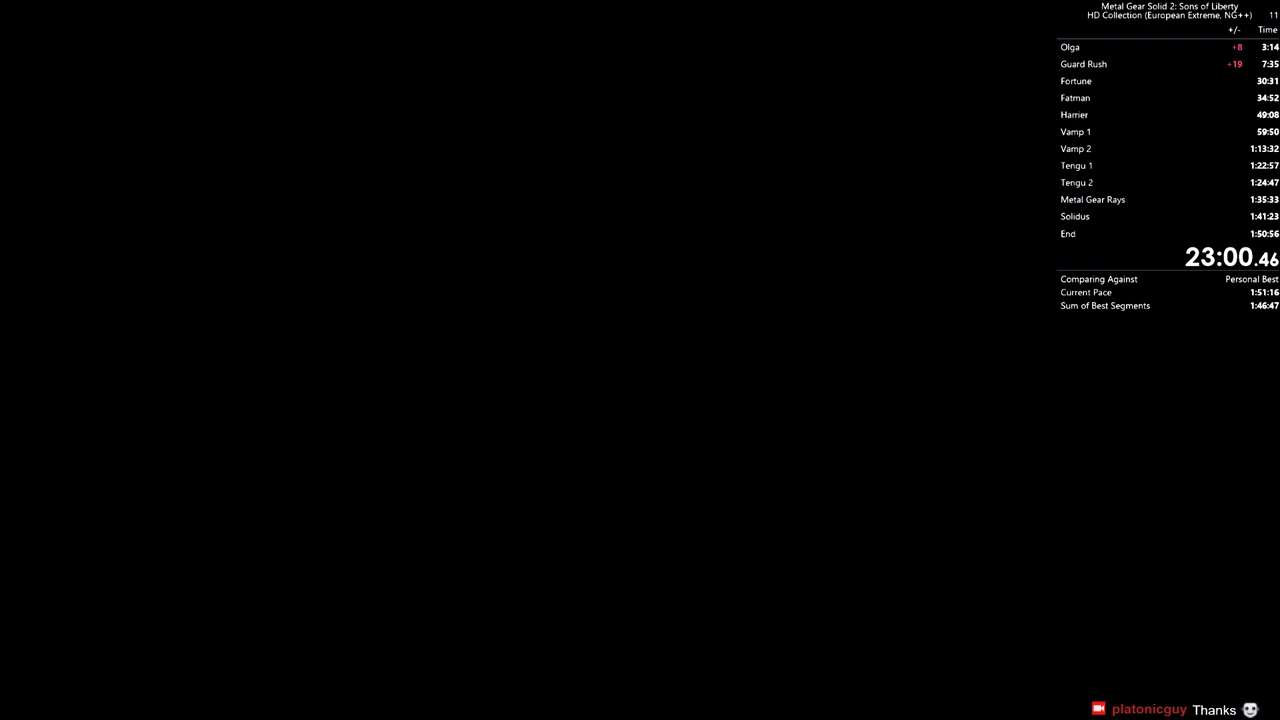 Metal Gear Solid 2: Sons of Liberty
HD Collection (European Extreme, NG++) 11
+/- Time
Olga +8 3:14
Guard Rush +19 7:35
Fortune 30:31
Fatman 34:52
Harrier 49:08
Vamp 1 59:50
Vamp 2 1:13:32
Tengu 1 1:22:57
Tengu 2 1:24:47
Metal Gear Rays 1:35:33
Solidus 1:41:23
End 1:50:56
23:00.46
Comparing Against Personal Best
Current Pace 1:51:16
Sum of Best Segments 1:46:47
platonicguy Thanks